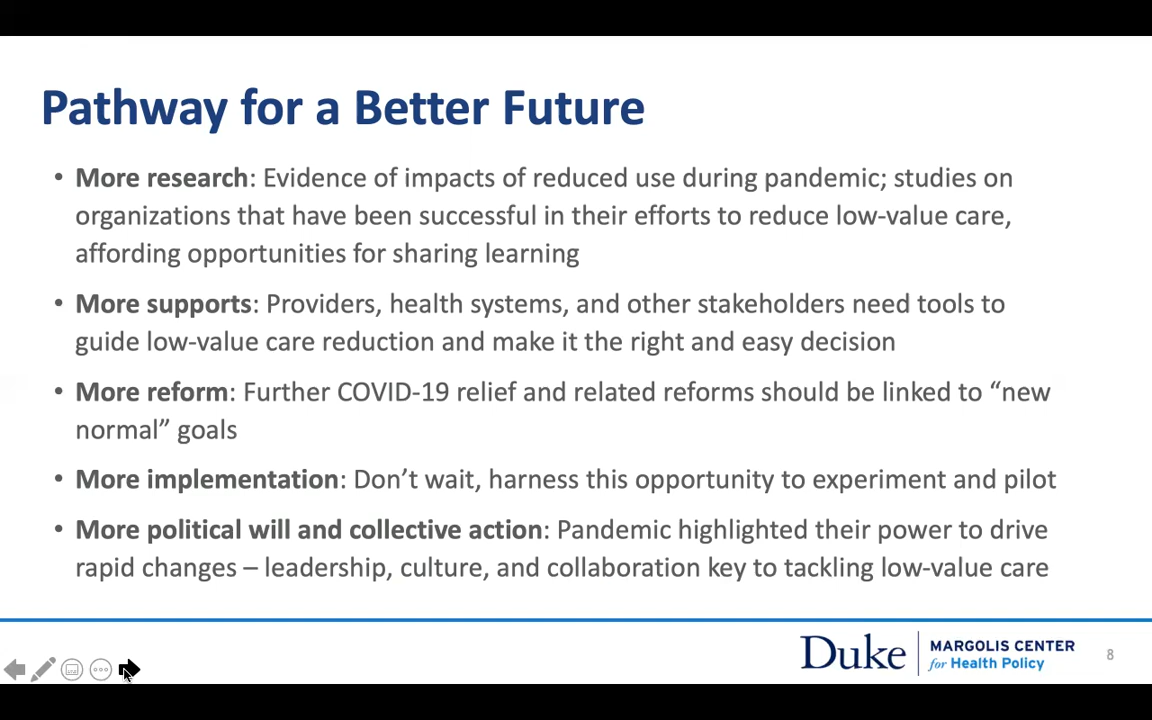 Pathway for a Better Future
• More research: Evidence of impacts of reduced use during pandemic; studies on
organizations that have been successful in their efforts to reduce low-value care,
affording opportunities for sharing learning
• More supports: Providers, health systems, and other stakeholders need tools to
guide low-value care reduction and make it the right and easy decision
• More reform: Further COVID-19 relief and related reforms should be linked to “new
normal” goals
• More implementation: Don’t wait, harness this opportunity to experiment and pilot
• More political will and collective action: Pandemic highlighted their power to drive
rapid changes – leadership, culture, and collaboration key to tackling low-value care
Duke
MARGOLIS CENTER
for Health Policy
8